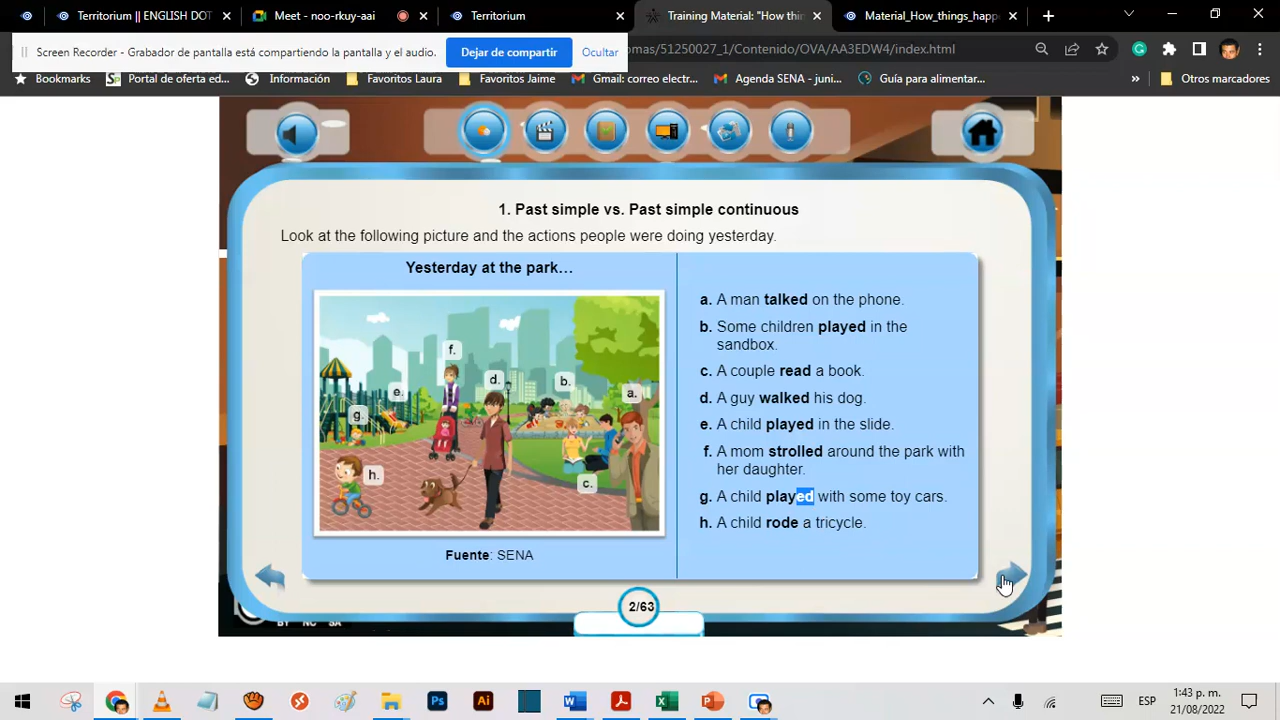 Territorium || ENGLISH DOT
Meet - noo-rkuy-aai
Territorium
Training Material: "How thin
Material_How_things_happ
Screen Recorder - Grabador de pantalla está compartiendo la pantalla y el audio.
Dejar de compartir
Ocultar
omas/51250027_1/Contenido/OVA/AA3EDW4/index.html
Bookmarks
Portal de oferta ed...
Información
Favoritos Jaime
Gmail: correo electr...
Agenda SENA - juni...
Guía para alimentar...
»
Otros marcadores
1. Past simple vs. Past simple continuous
Look at the following picture and the actions people were doing yesterday.
Yesterday at the park…
f.
d.
b.
e.
a.
g.
h.
c.
Fuente: SENA
a. A man talked on the phone.
b. Some children played in the
sandbox.
c. A couple read a book.
d. A guy walked his dog.
e. A child played in the slide.
f. A mom strolled around the park with
her daughter.
g. A child played with some toy cars.
h. A child rode a tricycle.
2/63
BY NC SA
ESP
1:43 p. m.
21/08/2022